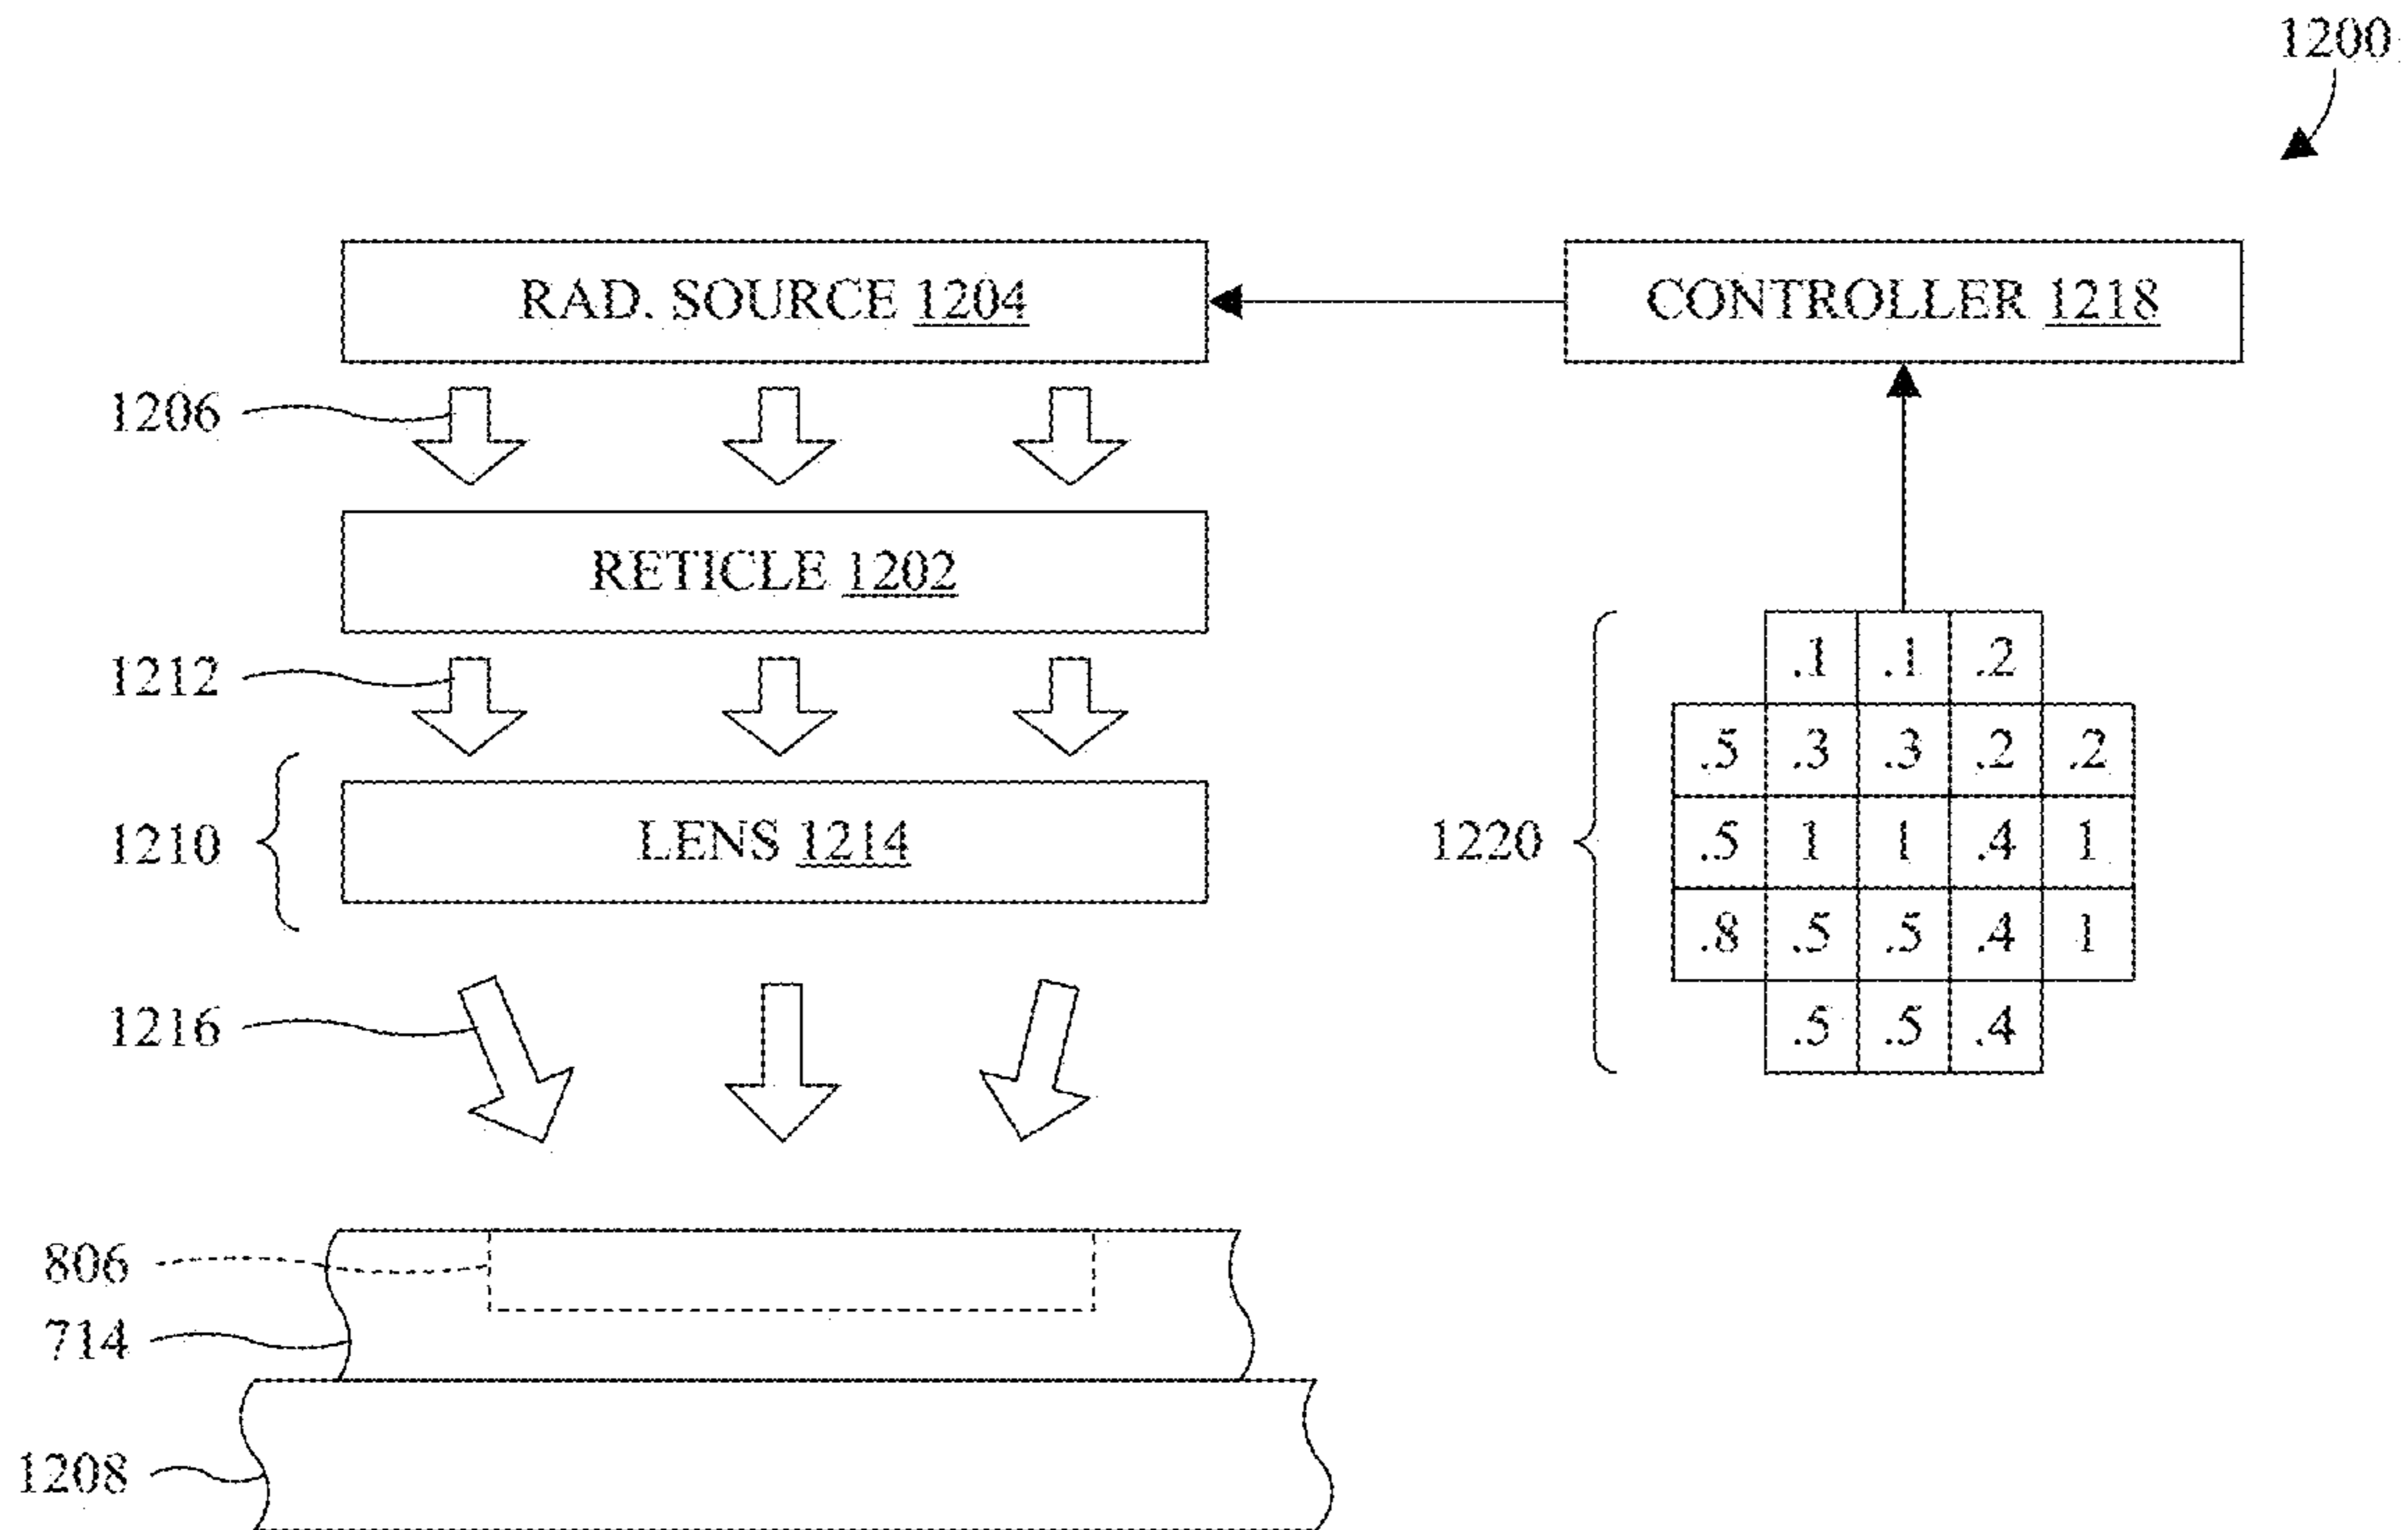 1200
RAD. SOURCE 1204
CONTROLLER 1218
1206
RETICLE 1202
1212
.1 .1 .2
.5 .3 .3 .2 .2
1210
LENS 1214
1220
.5 1 1 .4 1
.8 .5 .5 .4 1
1216
.5 .5 .4
806
714
1208